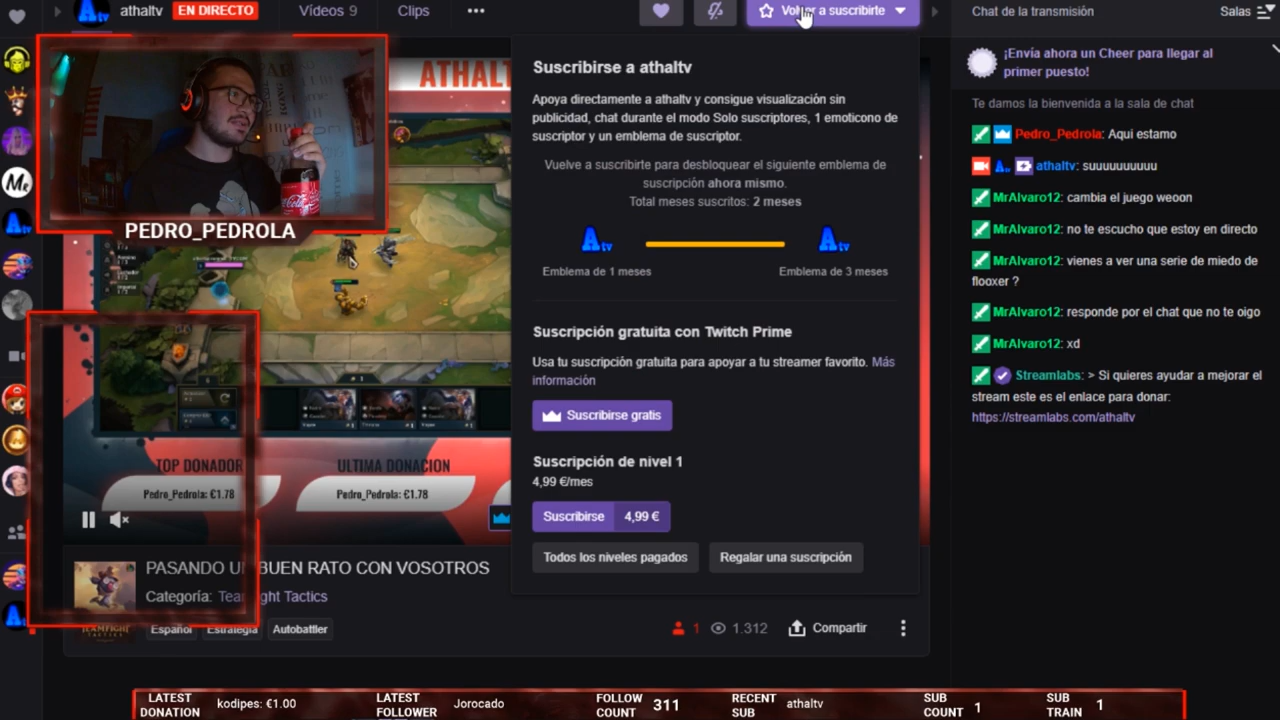 athaltv
EN DIRECTO
Vídeos 9
Clips
Volver a suscribirte
Chat de la transmisión
Salas
ATHALT
PEDRO_PEDROLA
Suscribirse a athaltv
Apoya directamente a athaltv y consigue visualización sin
publicidad, chat durante el modo Solo suscriptores, 1 emoticono de
suscriptor y un emblema de suscriptor.
Vuelve a suscribirte para desbloquear el siguiente emblema de
suscripción ahora mismo.
Total meses suscritos: 2 meses
Emblema de 1 meses
Emblema de 3 meses
Suscripción gratuita con Twitch Prime
Usa tu suscripción gratuita para apoyar a tu streamer favorito. Más
información
Suscribirse gratis
Suscripción de nivel 1
4,99 €/mes
Suscribirse 4,99 €
Todos los niveles pagados
Regalar una suscripción
¡Envía ahora un Cheer para llegar al
primer puesto!
Te damos la bienvenida a la sala de chat
Pedro_Pedrola: Aqui estamo
athaltv: suuuuuuuuuu
MrAlvaro12: cambia el juego weoon
MrAlvaro12: no te escucho que estoy en directo
MrAlvaro12: vienes a ver una serie de miedo de
flooxer ?
MrAlvaro12: responde por el chat que no te oigo
MrAlvaro12: xd
Streamlabs: > Si quieres ayudar a mejorar el
stream este es el enlace para donar:
https://streamlabs.com/athaltv
TOP DONADOR
Pedro_Pedrola: €1.78
ULTIMA DONACION
Pedro_Pedrola: €1.78
PASANDO UN BUEN RATO CON VOSOTROS
Categoría: Teamfight Tactics
Español
Estrategia
Autobattler
1
1.312
Compartir
LATEST
DONATION
kodipes: €1.00
LATEST
FOLLOWER
Jorocado
FOLLOW
COUNT
311
RECENT
SUB
athaltv
SUB
COUNT
1
SUB
TRAIN
1